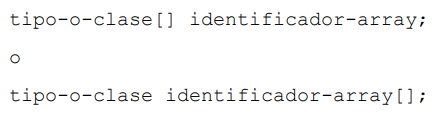 tipo-o-clase[] identificador-array;
o
tipo-o-clase identificador-array[];